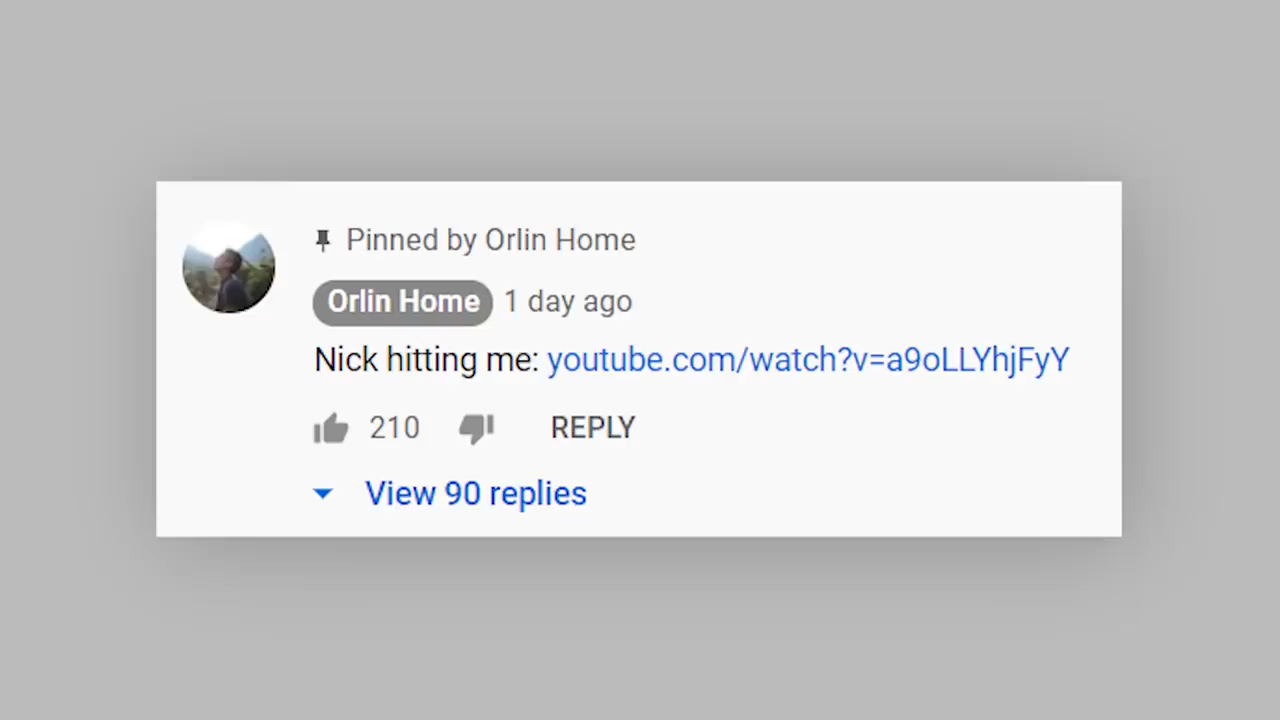 Pinned by Orlin Home
Orlin Home 1 day ago
Nick hitting me: youtube.com/watch?v=a9oLLYhjFyY
210 REPLY
View 90 replies